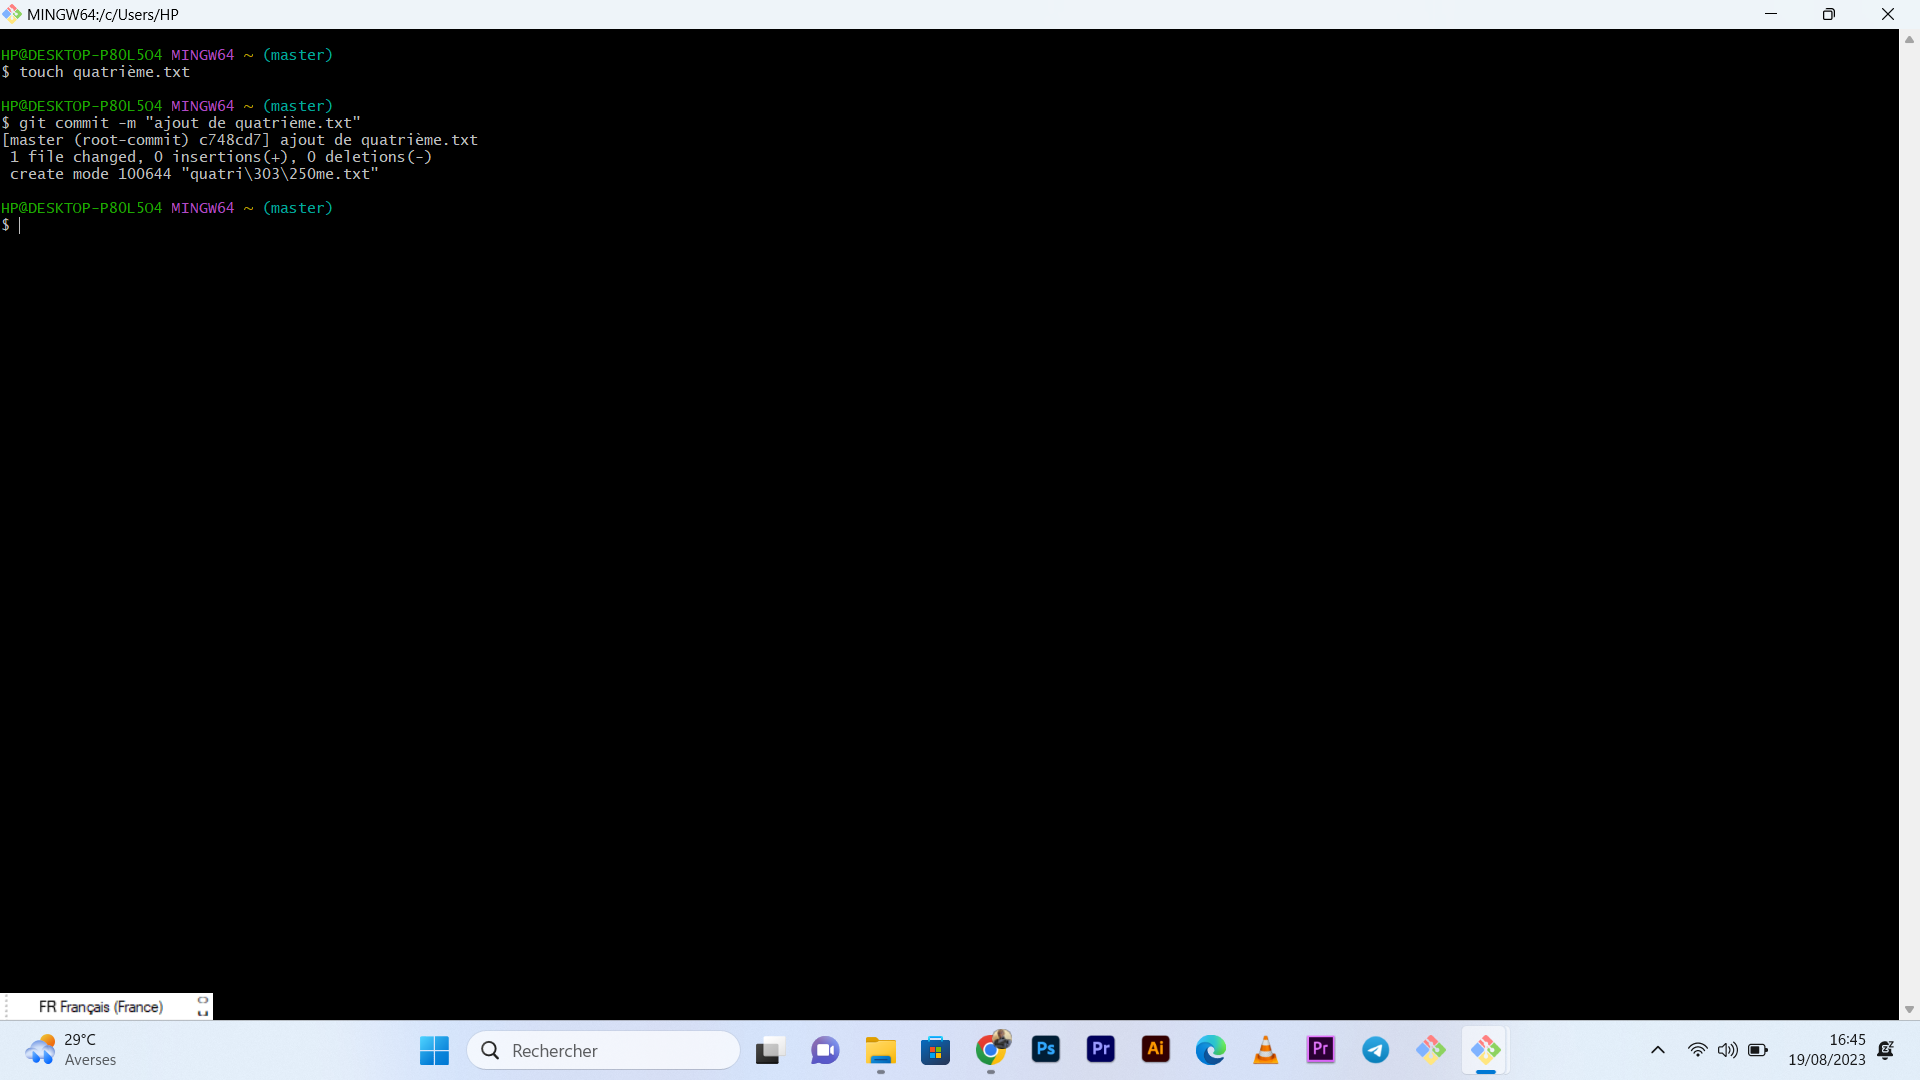 MINGW64:/c/Users/HP
HP@DESKTOP-P80L5O4 MINGW64 ~ (master)
$ touch quatrième.txt
HP@DESKTOP-P80L5O4 MINGW64 ~ (master)
$ git commit -m "ajout de quatrième.txt"
[master (root-commit) c748cd7] ajout de quatrième.txt
1 file changed, 0 insertions(+), 0 deletions(-)
create mode 100644 "quatri\303\250me.txt"
HP@DESKTOP-P80L5O4 MINGW64 ~ (master)
$
FR Français (France)
29°C
Averses
Rechercher
Ps
Pr
Ai
Pr
16:45
19/08/2023